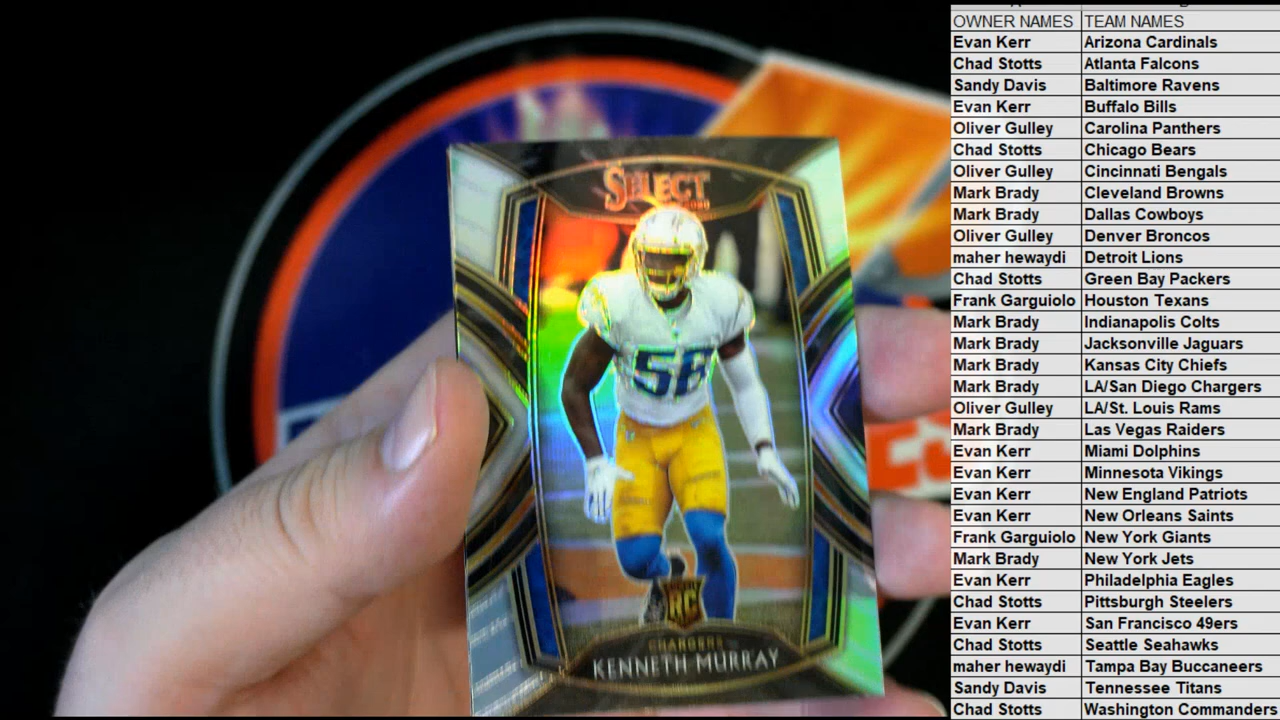 SELECT
2020
58
RC
CHARGERS
KENNETH MURRAY
OWNER NAMES TEAM NAMES
Evan Kerr Arizona Cardinals
Chad Stotts Atlanta Falcons
Sandy Davis Baltimore Ravens
Evan Kerr Buffalo Bills
Oliver Gulley Carolina Panthers
Chad Stotts Chicago Bears
Oliver Gulley Cincinnati Bengals
Mark Brady Cleveland Browns
Mark Brady Dallas Cowboys
Oliver Gulley Denver Broncos
maher hewaydi Detroit Lions
Chad Stotts Green Bay Packers
Frank Garguiolo Houston Texans
Mark Brady Indianapolis Colts
Mark Brady Jacksonville Jaguars
Mark Brady Kansas City Chiefs
Mark Brady LA/San Diego Chargers
Oliver Gulley LA/St. Louis Rams
Mark Brady Las Vegas Raiders
Evan Kerr Miami Dolphins
Evan Kerr Minnesota Vikings
Evan Kerr New England Patriots
Evan Kerr New Orleans Saints
Frank Garguiolo New York Giants
Mark Brady New York Jets
Evan Kerr Philadelphia Eagles
Chad Stotts Pittsburgh Steelers
Evan Kerr San Francisco 49ers
Chad Stotts Seattle Seahawks
maher hewaydi Tampa Bay Buccaneers
Sandy Davis Tennessee Titans
Chad Stotts Washington Commanders